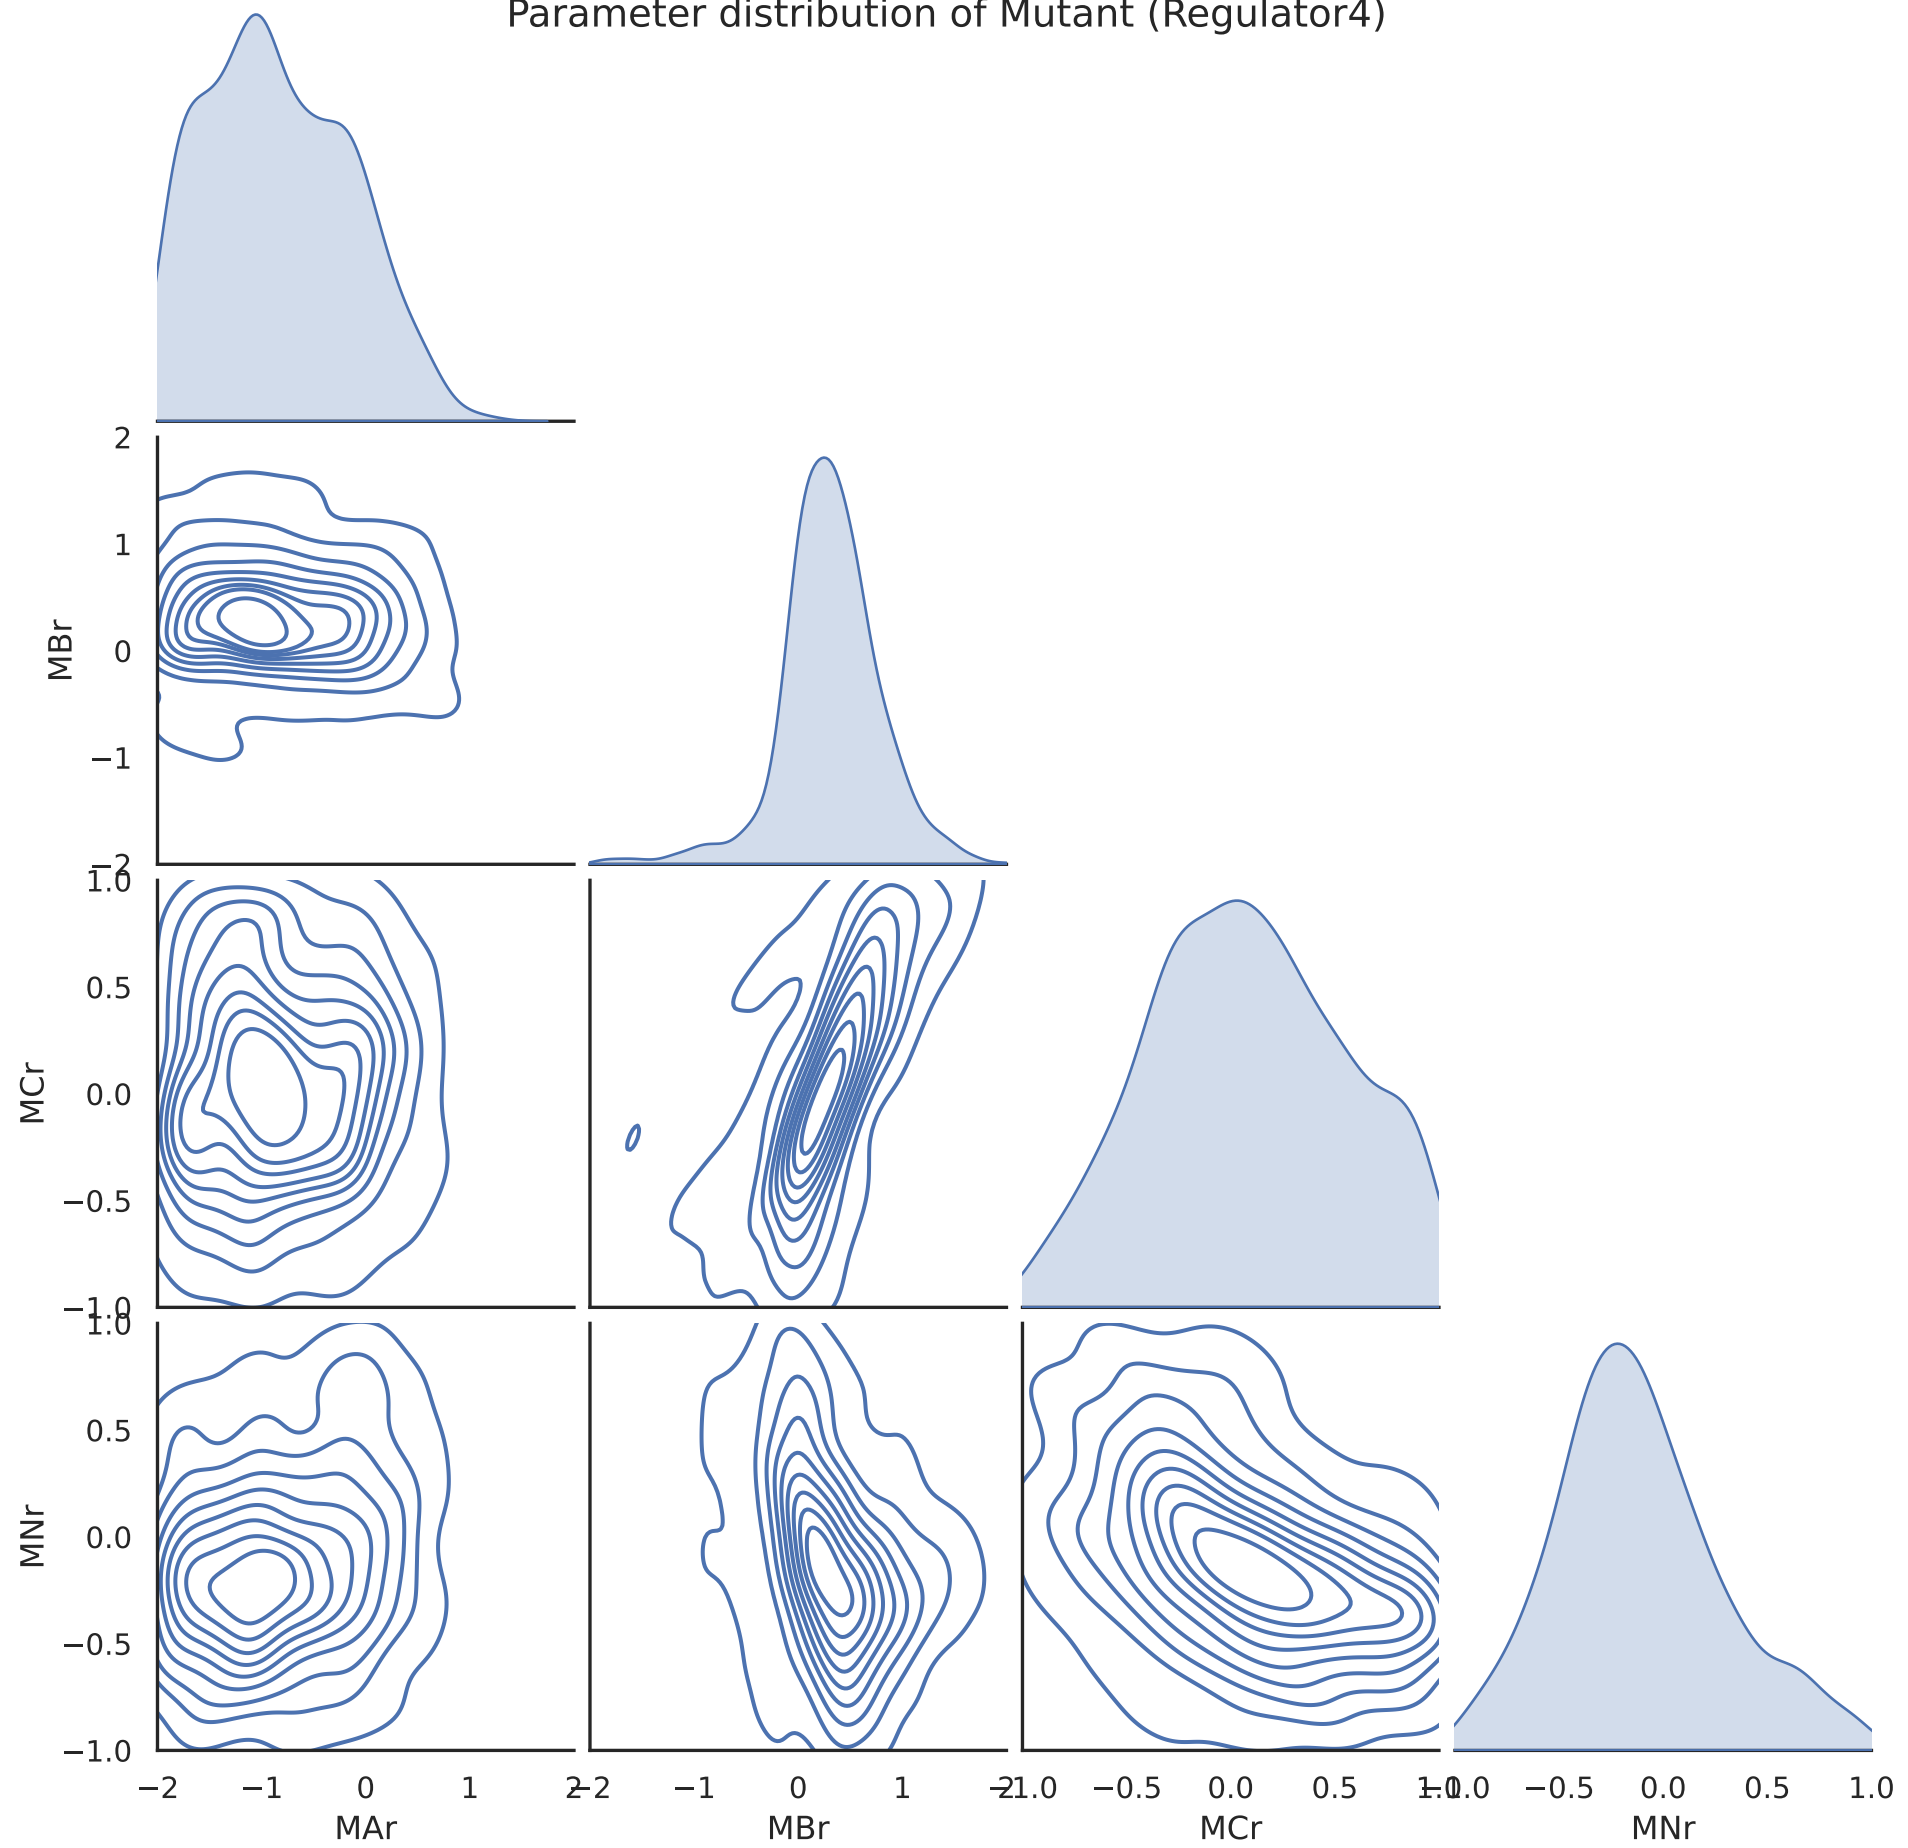 Parameter distribution of Mutant (Regulator4)
2
1
0
−1
−2
MBr
1.0
0.5
0.0
−0.5
−1.0
MCr
1.0
0.5
0.0
−0.5
−1.0
MNr
−2 −1 0 1 2 −2 −1 0 1 2 −1.0 −0.5 0.0 0.5 1.0 −1.0 −0.5 0.0 0.5 1.0
MAr MBr MCr MNr